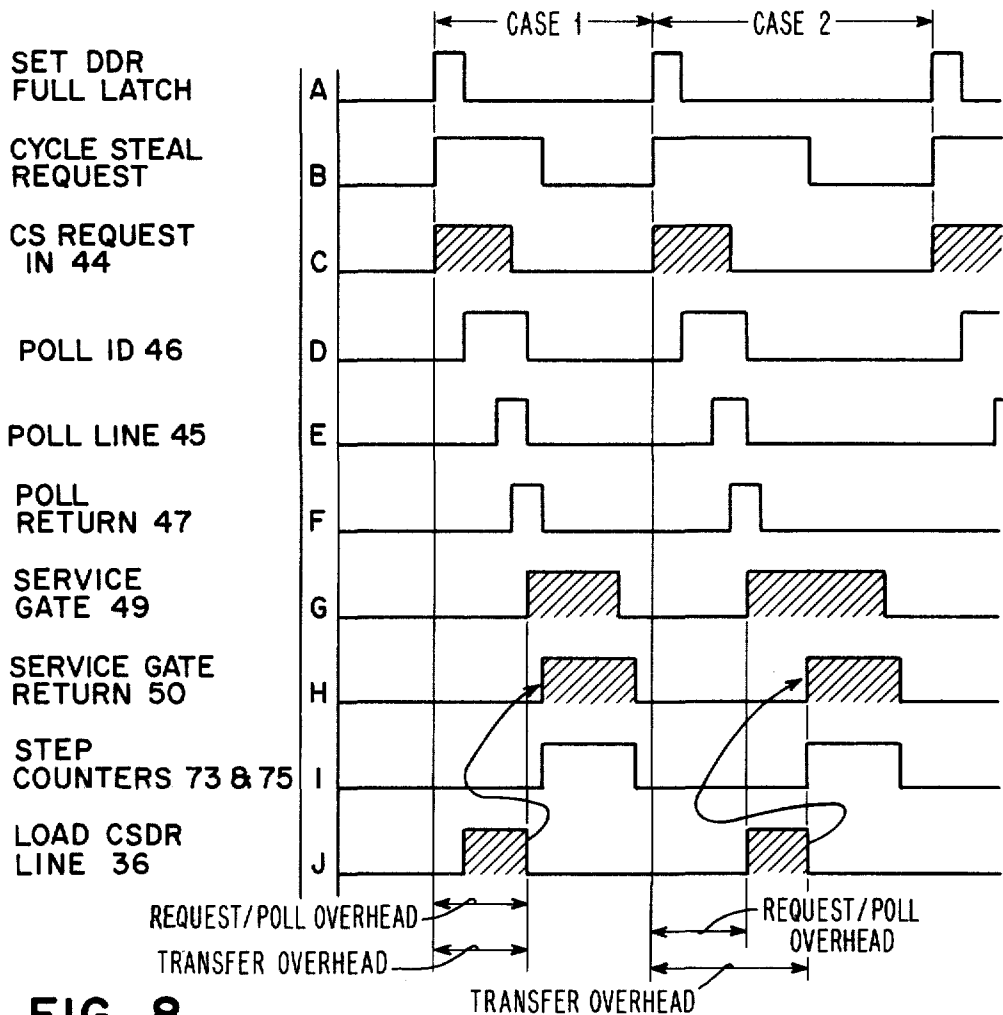 CASE 1
CASE 2
SET DDR
FULL LATCH
A
CYCLE STEAL
REQUEST
B
CS REQUEST
IN 44
C
POLL ID 46
D
POLL LINE 45
E
POLL
RETURN 47
F
SERVICE
GATE 49
G
SERVICE GATE
RETURN 50
H
STEP
COUNTERS 73 & 75
I
LOAD CSDR
LINE 36
J
REQUEST/POLL OVERHEAD
TRANSFER OVERHEAD
REQUEST/POLL
OVERHEAD
TRANSFER OVERHEAD
FIG. 8